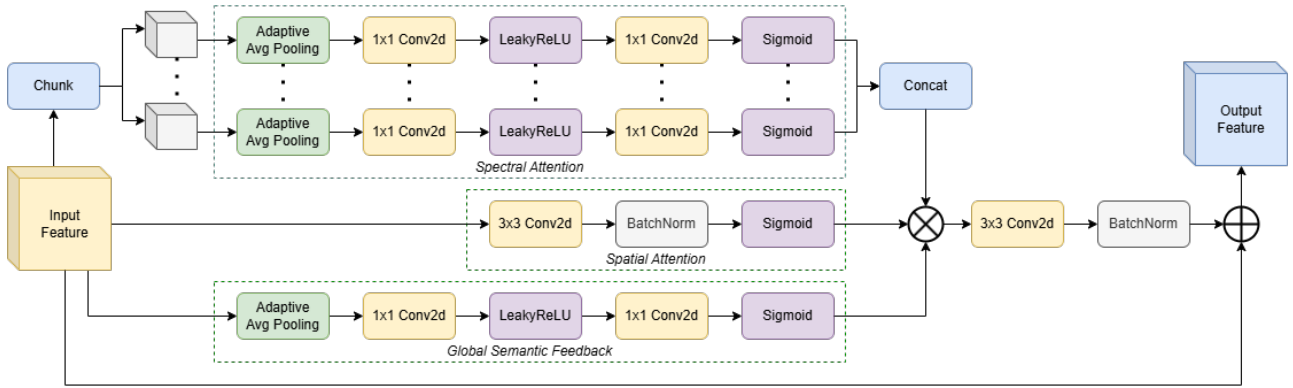 Chunk
Adaptive
Avg Pooling
1x1 Conv2d
LeakyReLU
1x1 Conv2d
Sigmoid
Adaptive
Avg Pooling
1x1 Conv2d
LeakyReLU
1x1 Conv2d
Sigmoid
Spectral Attention
Concat
Output
Feature
Input
Feature
3x3 Conv2d
BatchNorm
Sigmoid
Spatial Attention
3x3 Conv2d
BatchNorm
Adaptive
Avg Pooling
1x1 Conv2d
LeakyReLU
1x1 Conv2d
Sigmoid
Global Semantic Feedback